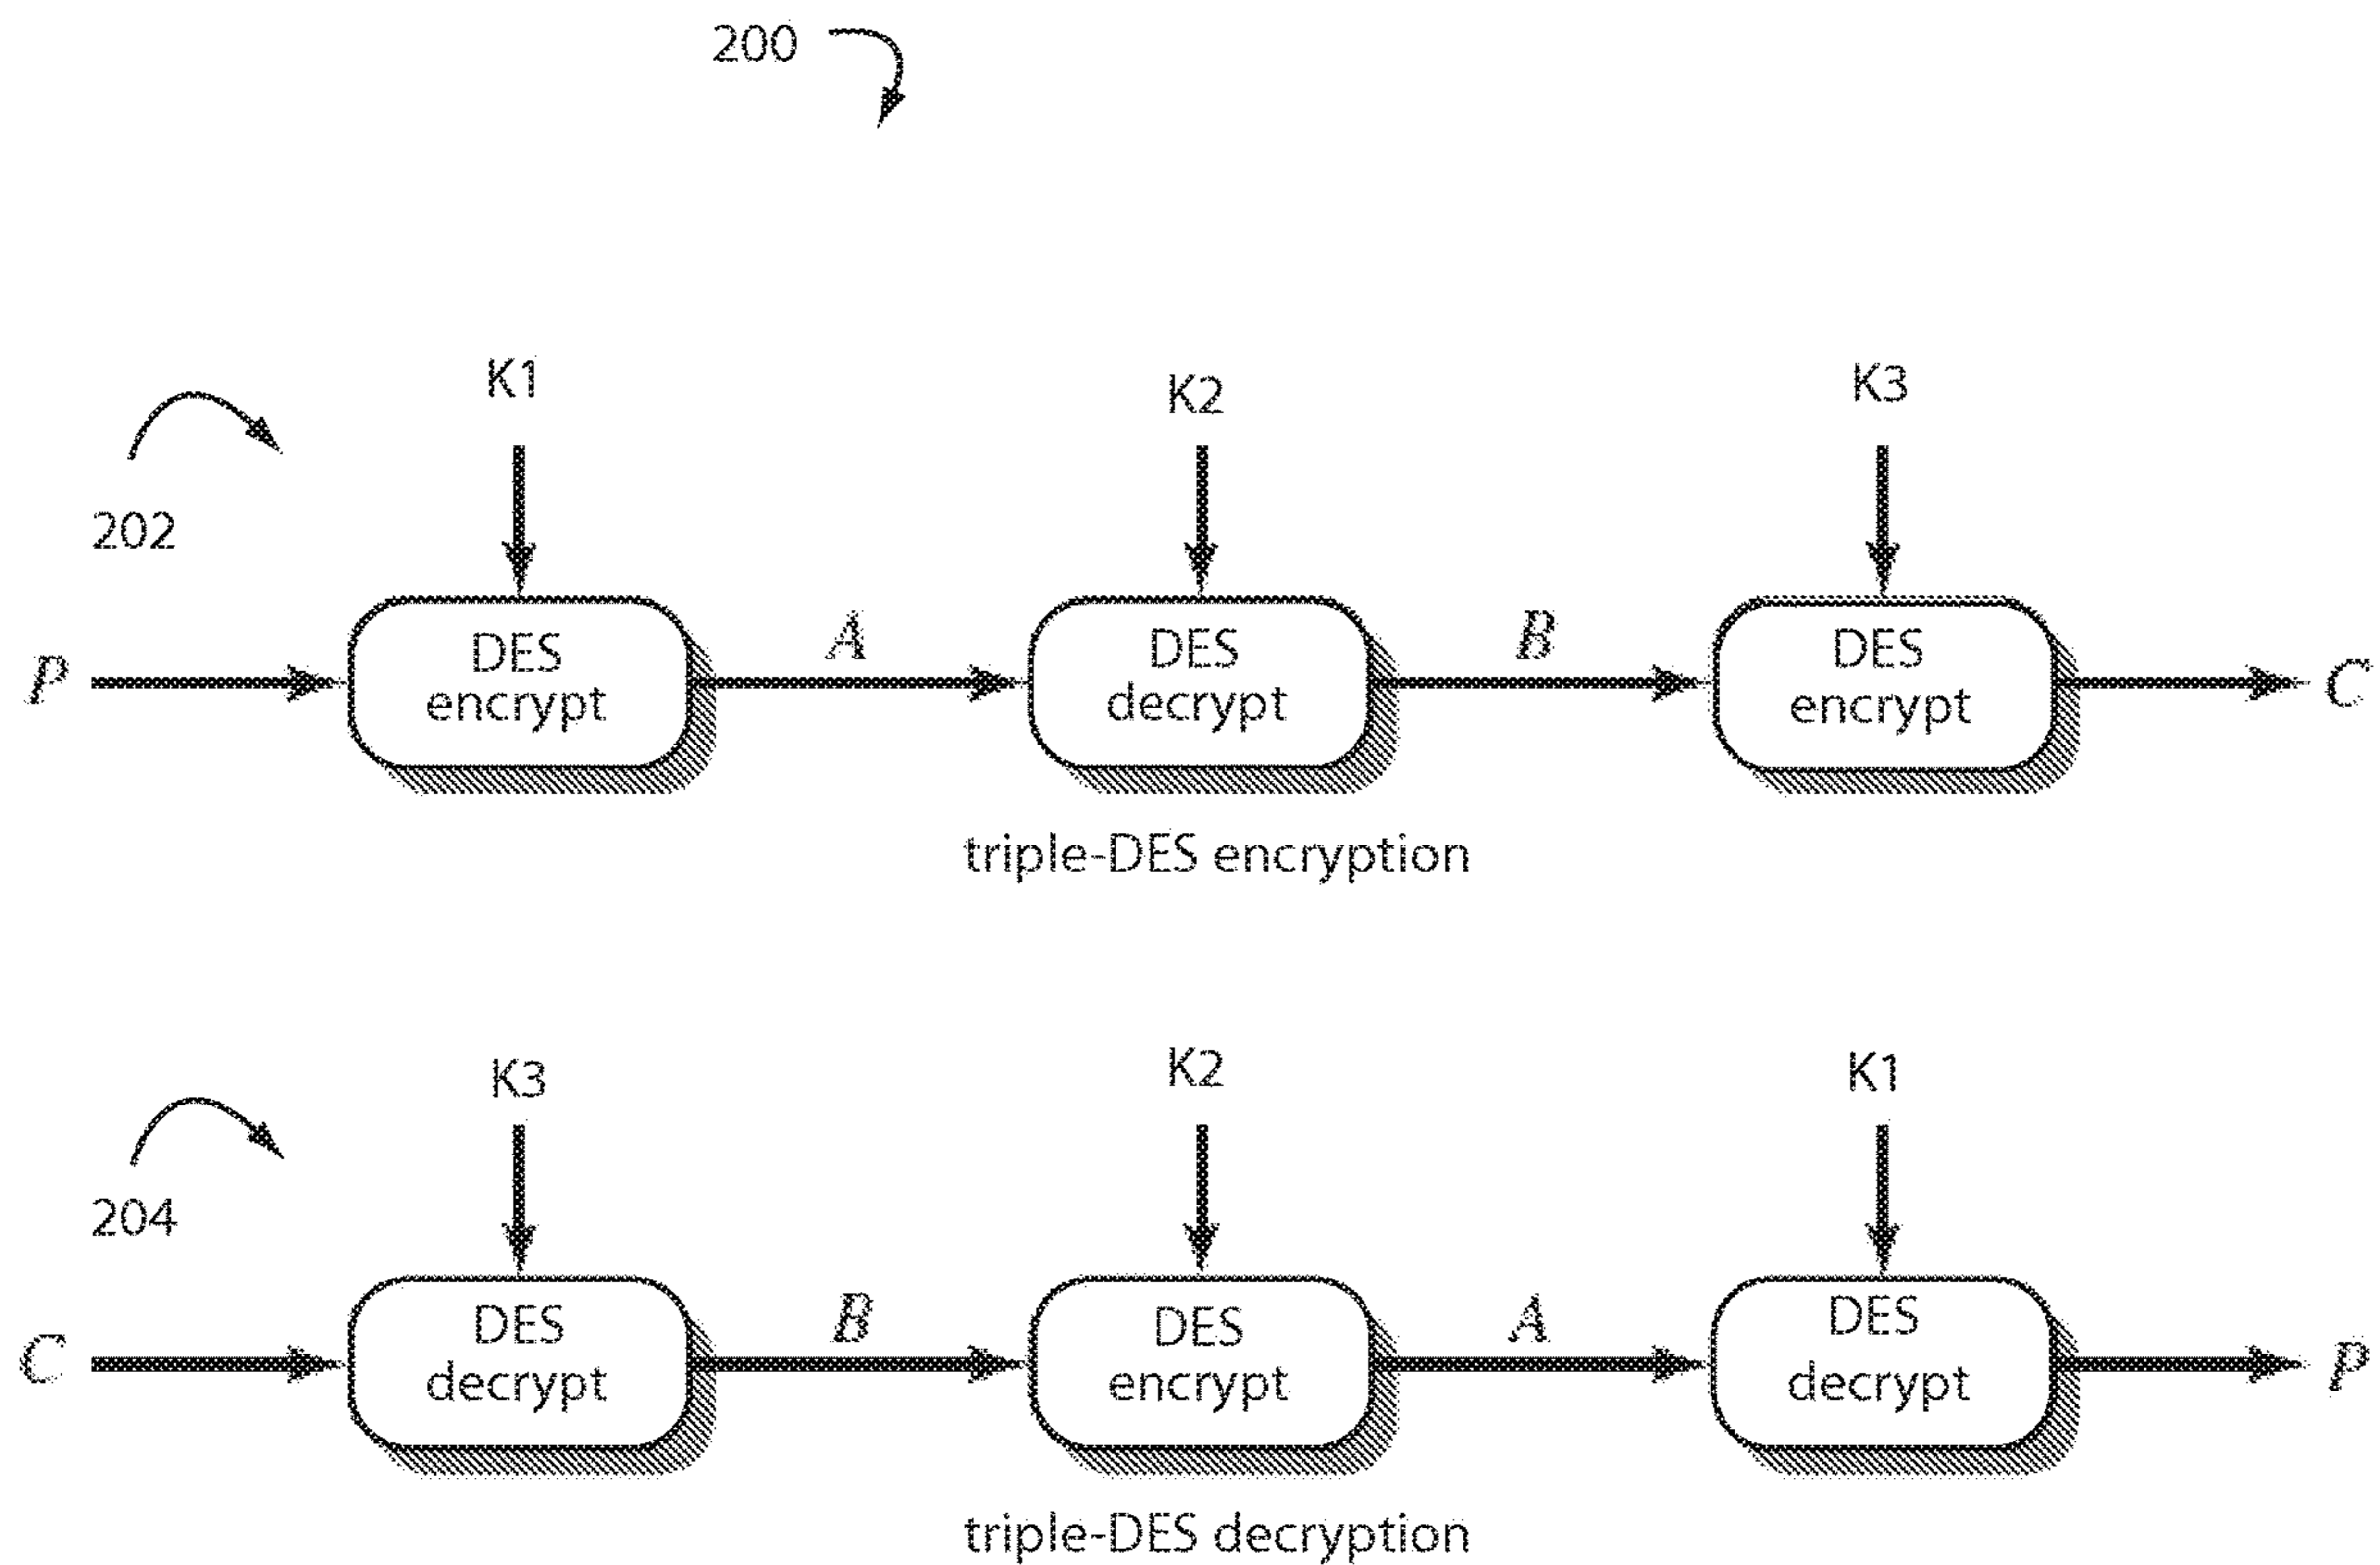 200
K1
K2
K3
202
P
DES
encrypt
A
DES
decrypt
B
DES
encrypt
C
triple-DES encryption
K3
K2
K1
204
C
DES
decrypt
B
DES
encrypt
A
DES
decrypt
P
triple-DES decryption